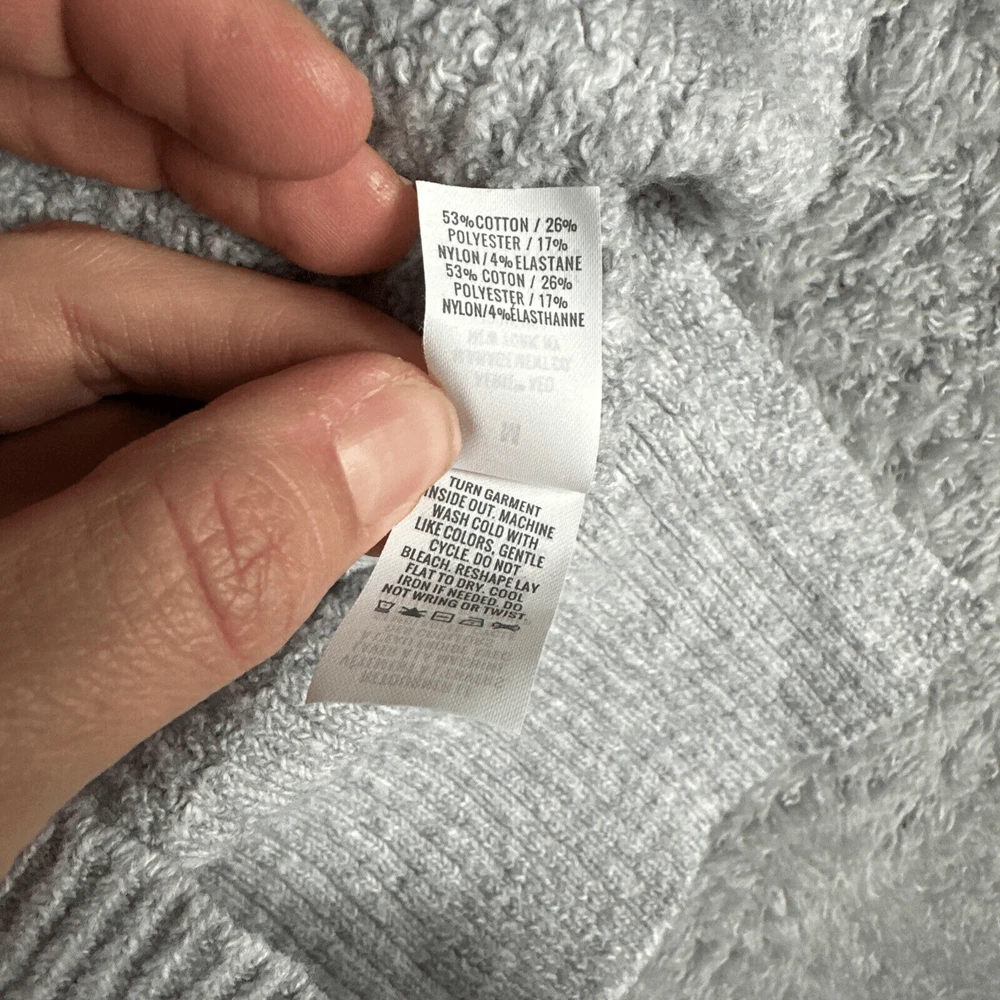 53%COTTON / 26%
POLYESTER / 17%
NYLON/4%ELASTANE
53% COTON / 26%
POLYESTER / 17%
NYLON/4%ÉLASTHANNE
TURN GARMENT
INSIDE OUT. MACHINE
WASH COLD WITH
LIKE COLORS, GENTLE
CYCLE. DO NOT
BLEACH. RESHAPE LAY
FLAT TO DRY. COOL
IRON IF NEEDED. DO
NOT WRING OR TWIST.